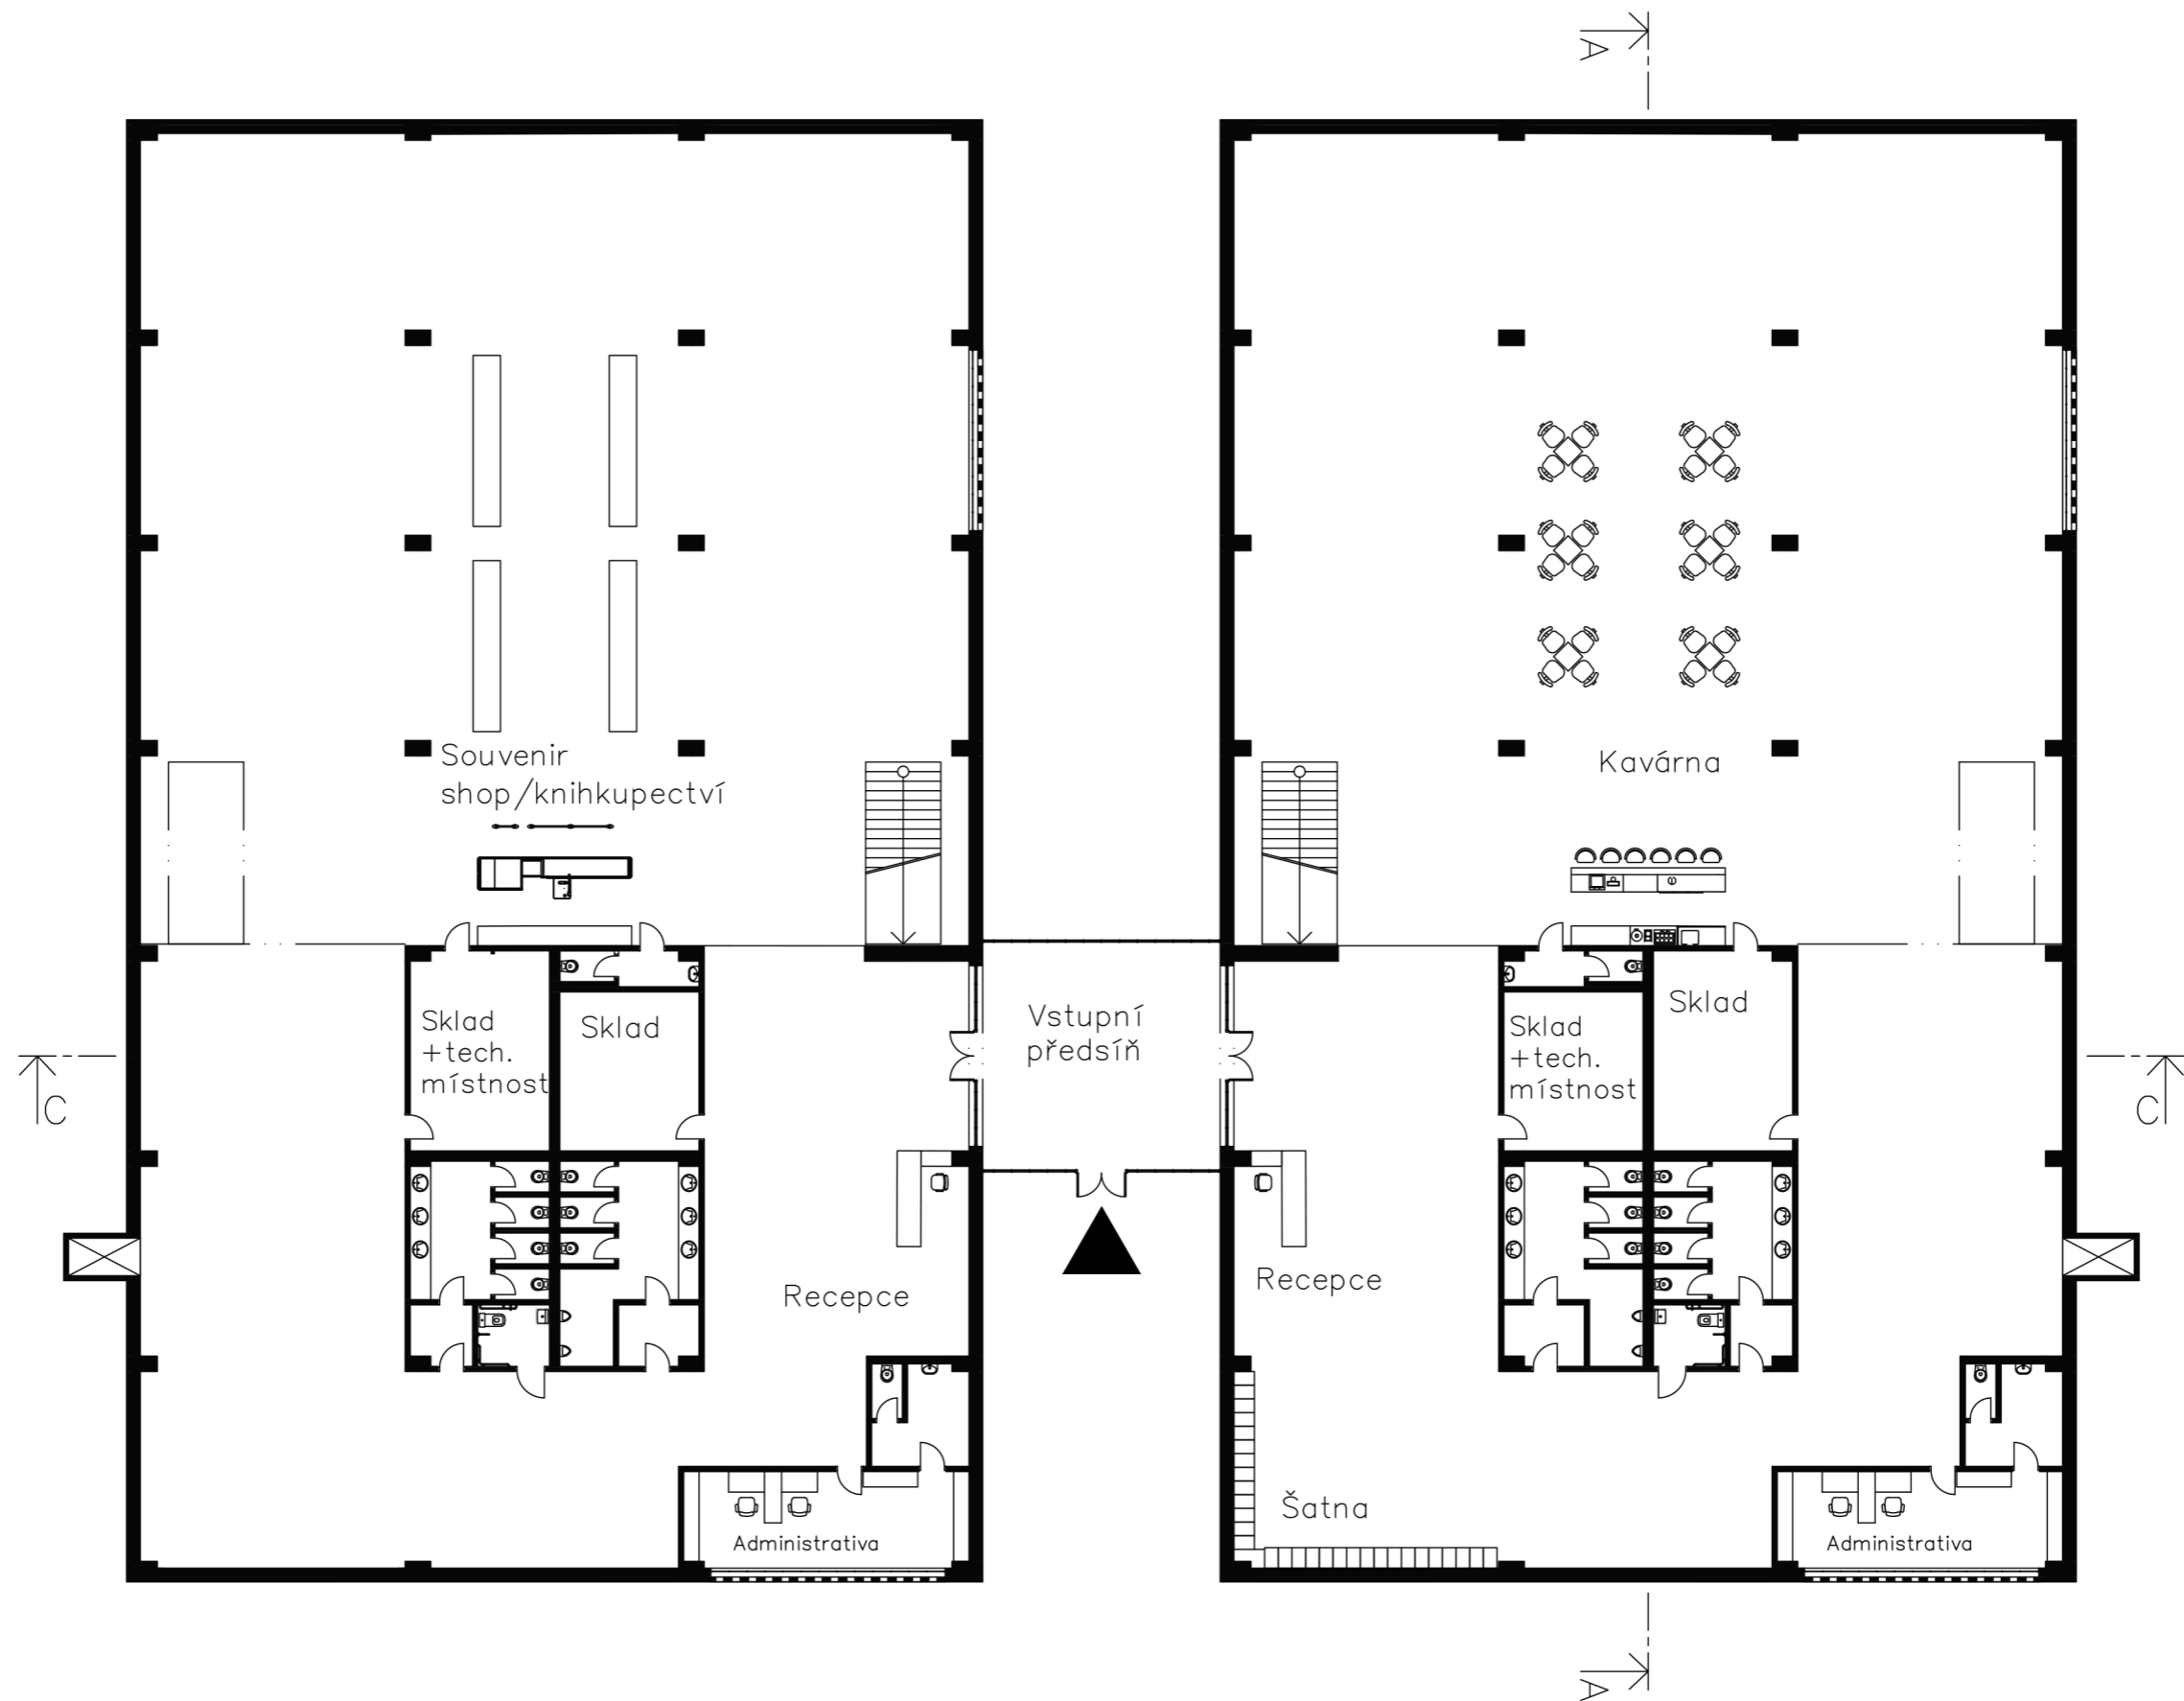 A
Souvenir
shop/knihkupectví
Kavárna
Sklad
+tech.
místnost
Sklad
Vstupní
předsíň
Sklad
+tech.
místnost
Sklad
C
C
Recepce
Recepce
Šatna
Administrativa
Administrativa
A